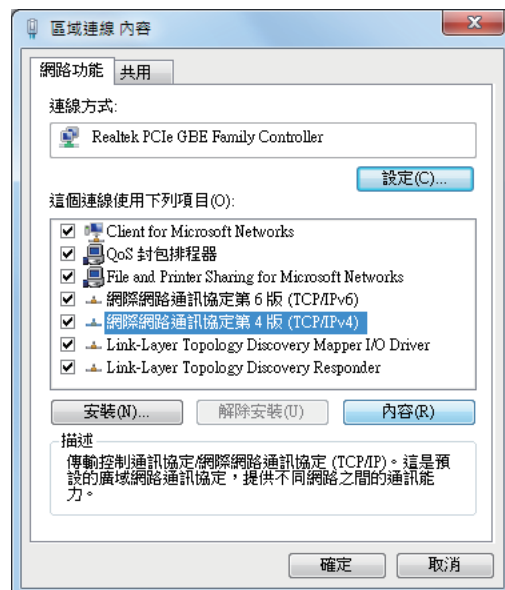 區域連線 內容
網路功能 共用
連線方式:
Realtek PCIe GBE Family Controller
設定(C)...
這個連線使用下列項目(O):
Client for Microsoft Networks
QoS 封包排程器
File and Printer Sharing for Microsoft Networks
網際網路通訊協定第 6 版 (TCP/IPv6)
網際網路通訊協定第 4 版 (TCP/IPv4)
Link-Layer Topology Discovery Mapper I/O Driver
Link-Layer Topology Discovery Responder
安裝(N)... 解除安裝(U) 內容(R)
描述
傳輸控制通訊協定/網際網路通訊協定 (TCP/IP)。這是預
設的廣域網路通訊協定，提供不同網路之間的通訊能
力。
確定 取消